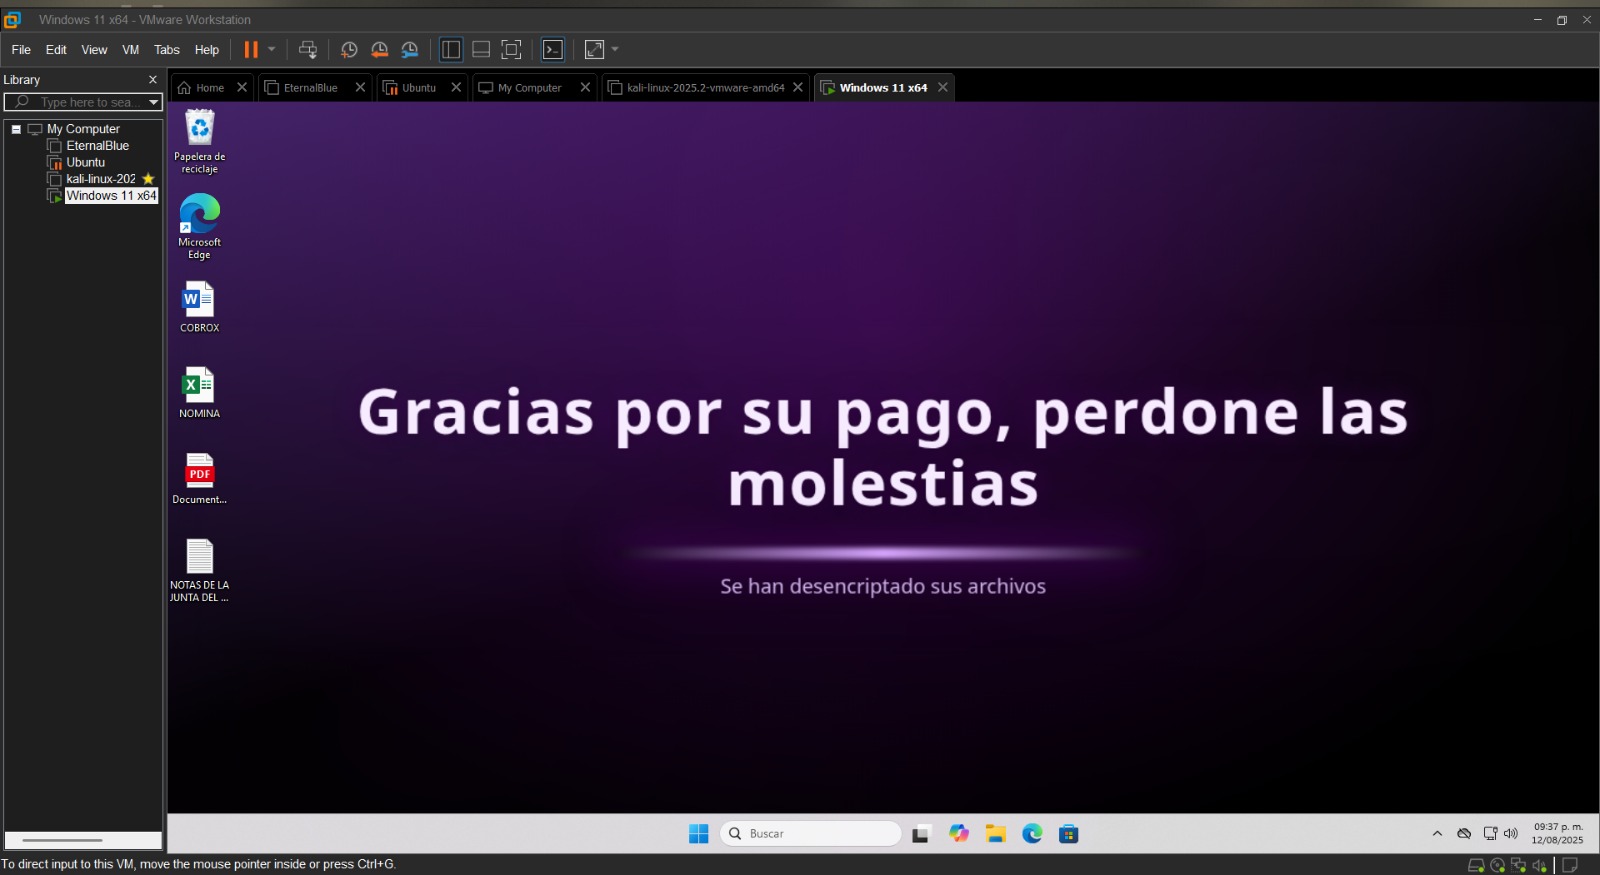 Windows 11 x64 - VMware Workstation
File Edit View VM Tabs Help
Library
Type here to sea...
My Computer
EternalBlue
Ubuntu
kali-linux-202
Windows 11 x64
Home
EternalBlue
Ubuntu
My Computer
kali-linux-2025.2-vmware-amd64
Windows 11 x64
Papelera de
reciclaje
Microsoft
Edge
COBROX
NOMINA
PDF
Document...
NOTAS DE LA
JUNTA DEL ...
Gracias por su pago, perdone las
molestias
Se han desencriptado sus archivos
Buscar
09:37 p. m.
12/08/2025
To direct input to this VM, move the mouse pointer inside or press Ctrl+G.